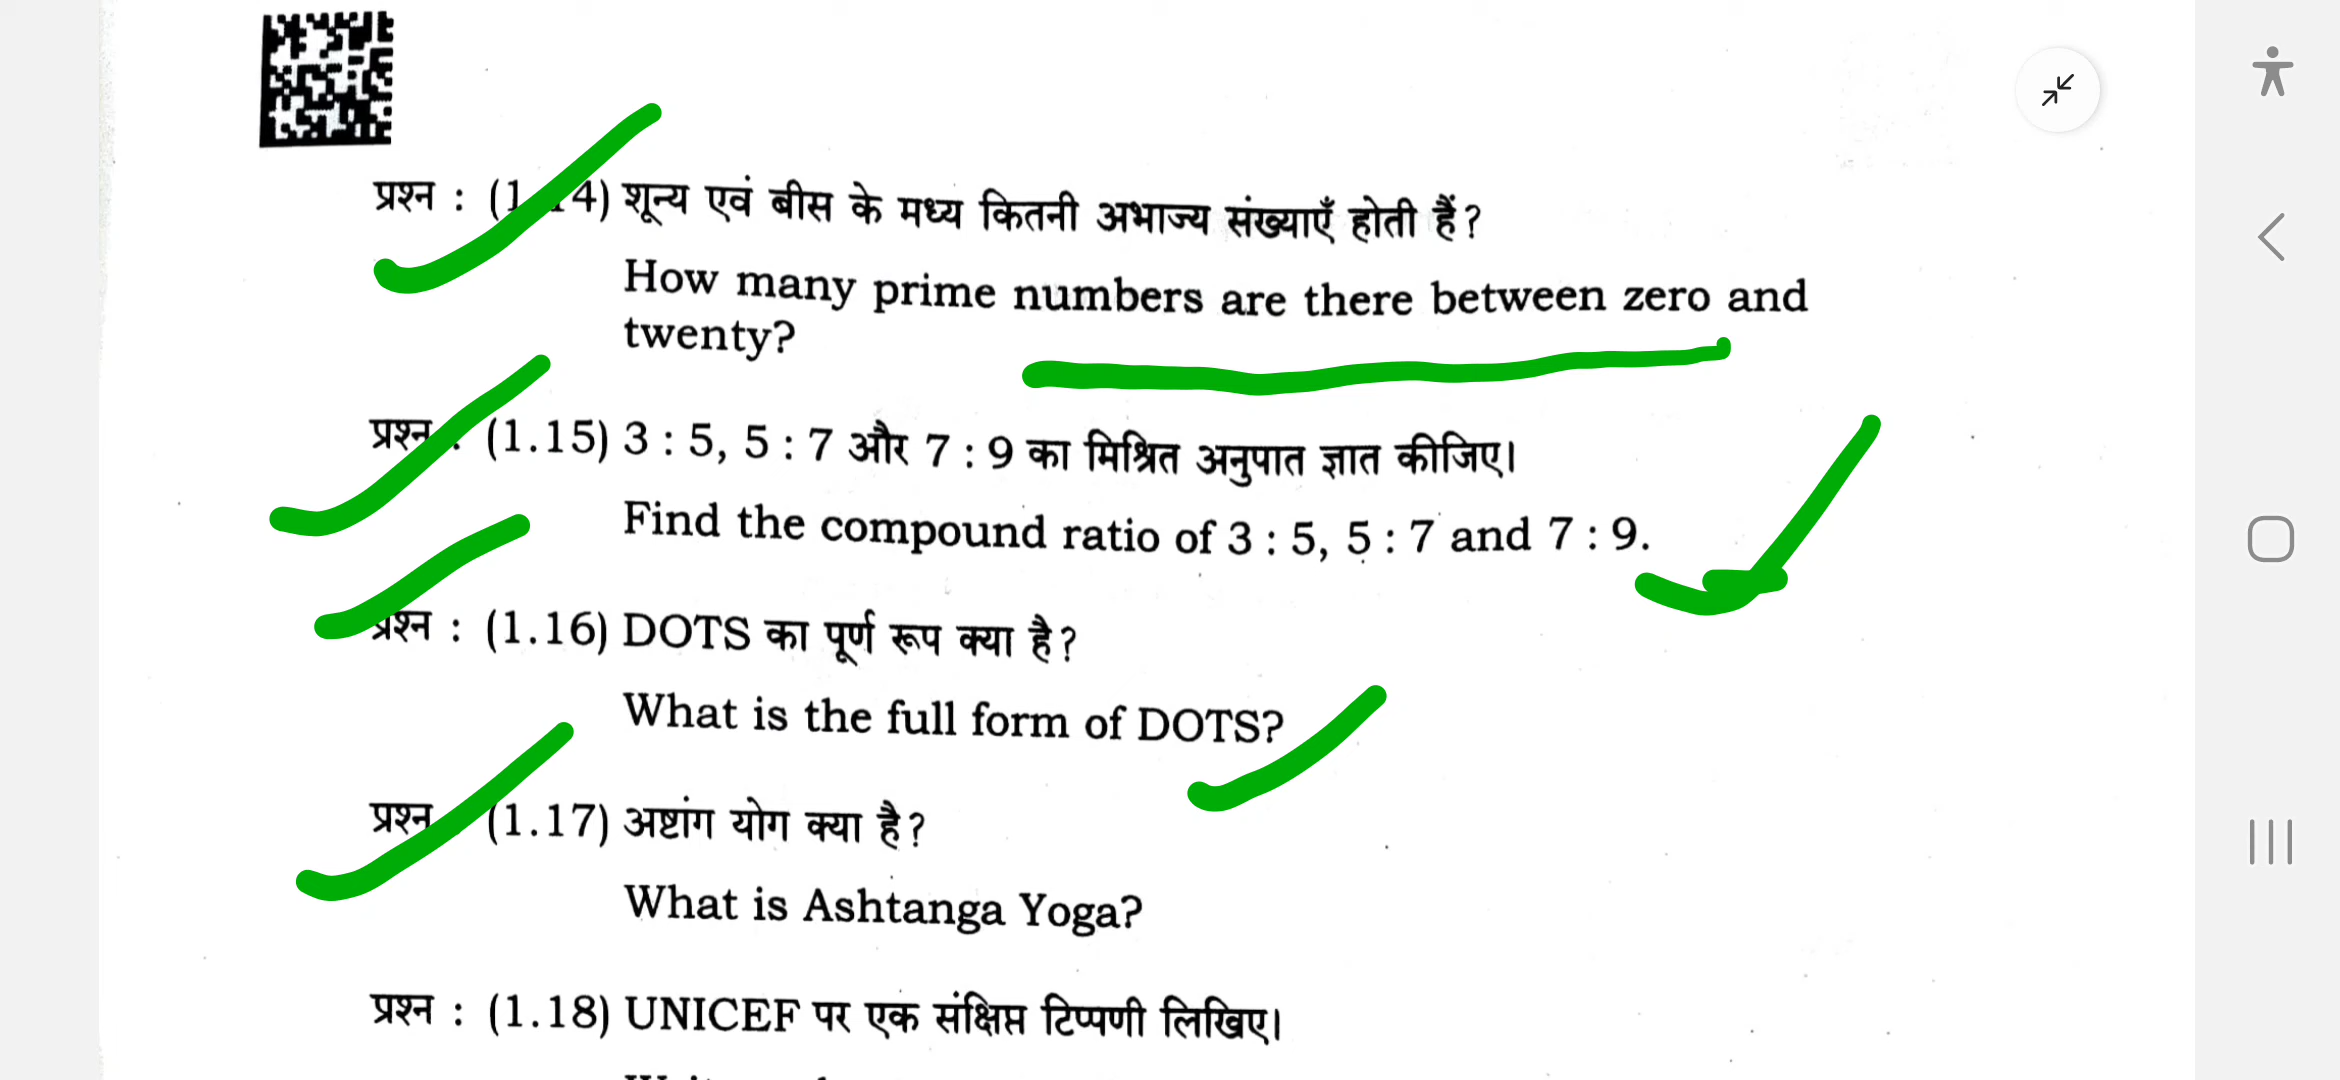 प्रश्न : (1.14) शून्य एवं बीस के मध्य कितनी अभाज्य संख्याएँ होती हैं?
How many prime numbers are there between zero and
twenty?
प्रश्न : (1.15) 3 : 5, 5 : 7 और 7 : 9 का मिश्रित अनुपात ज्ञात कीजिए।
Find the compound ratio of 3 : 5, 5 : 7 and 7 : 9.
प्रश्न : (1.16) DOTS का पूर्ण रूप क्या है?
What is the full form of DOTS?
प्रश्न : (1.17) अष्टांग योग क्या है?
What is Ashtanga Yoga?
प्रश्न : (1.18) UNICEF पर एक संक्षिप्त टिप्पणी लिखिए।